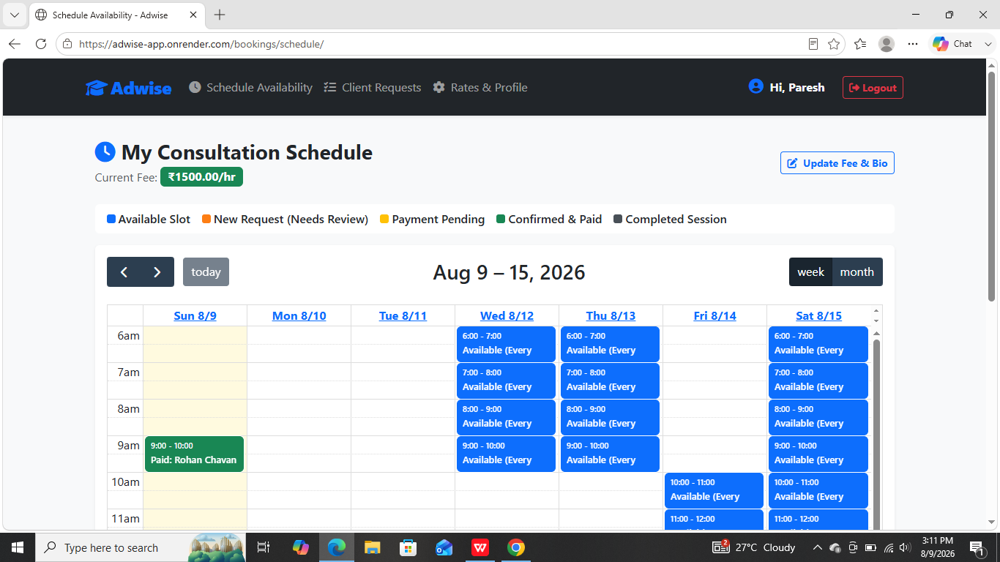 Schedule Availability - Adwise
https://adwise-app.onrender.com/bookings/schedule/
Chat
Adwise
Schedule Availability
Client Requests
Rates & Profile
Hi, Paresh
Logout
My Consultation Schedule
Current Fee: ₹1500.00/hr
Update Fee & Bio
Available Slot
New Request (Needs Review)
Payment Pending
Confirmed & Paid
Completed Session
today
Aug 9 – 15, 2026
week
month
Sun 8/9
Mon 8/10
Tue 8/11
Wed 8/12
Thu 8/13
Fri 8/14
Sat 8/15
6am
6:00 - 7:00
Available (Every
6:00 - 7:00
Available (Every
6:00 - 7:00
Available (Every
7am
7:00 - 8:00
Available (Every
7:00 - 8:00
Available (Every
7:00 - 8:00
Available (Every
8am
8:00 - 9:00
Available (Every
8:00 - 9:00
Available (Every
8:00 - 9:00
Available (Every
9am
9:00 - 10:00
Paid: Rohan Chavan
9:00 - 10:00
Available (Every
9:00 - 10:00
Available (Every
9:00 - 10:00
Available (Every
10am
10:00 - 11:00
Available (Every
10:00 - 11:00
Available (Every
11am
11:00 - 12:00
11:00 - 12:00
Type here to search
W
2
27°C Cloudy
3:11 PM
8/9/2026
1